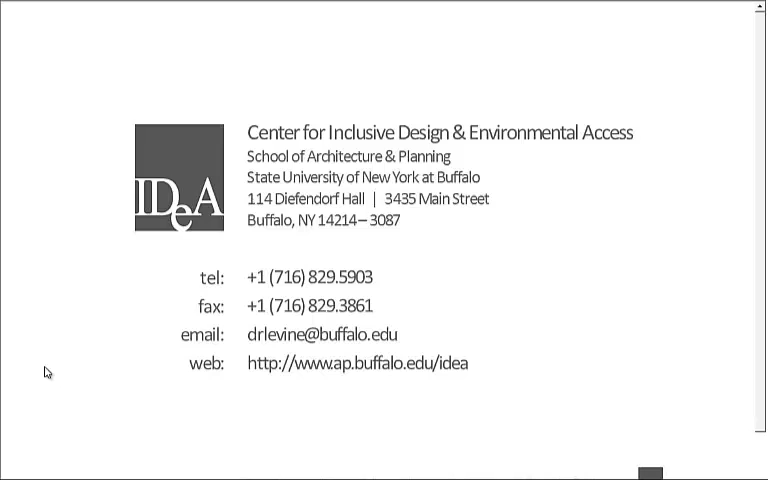 IDeA
Center for Inclusive Design & Environmental Access
School of Architecture & Planning
State University of New York at Buffalo
114 Diefendorf Hall | 3435 Main Street
Buffalo, NY 14214 – 3087
tel: +1 (716) 829.5903
fax: +1 (716) 829.3861
email: drlevine@buffalo.edu
web: http://www.ap.buffalo.edu/idea